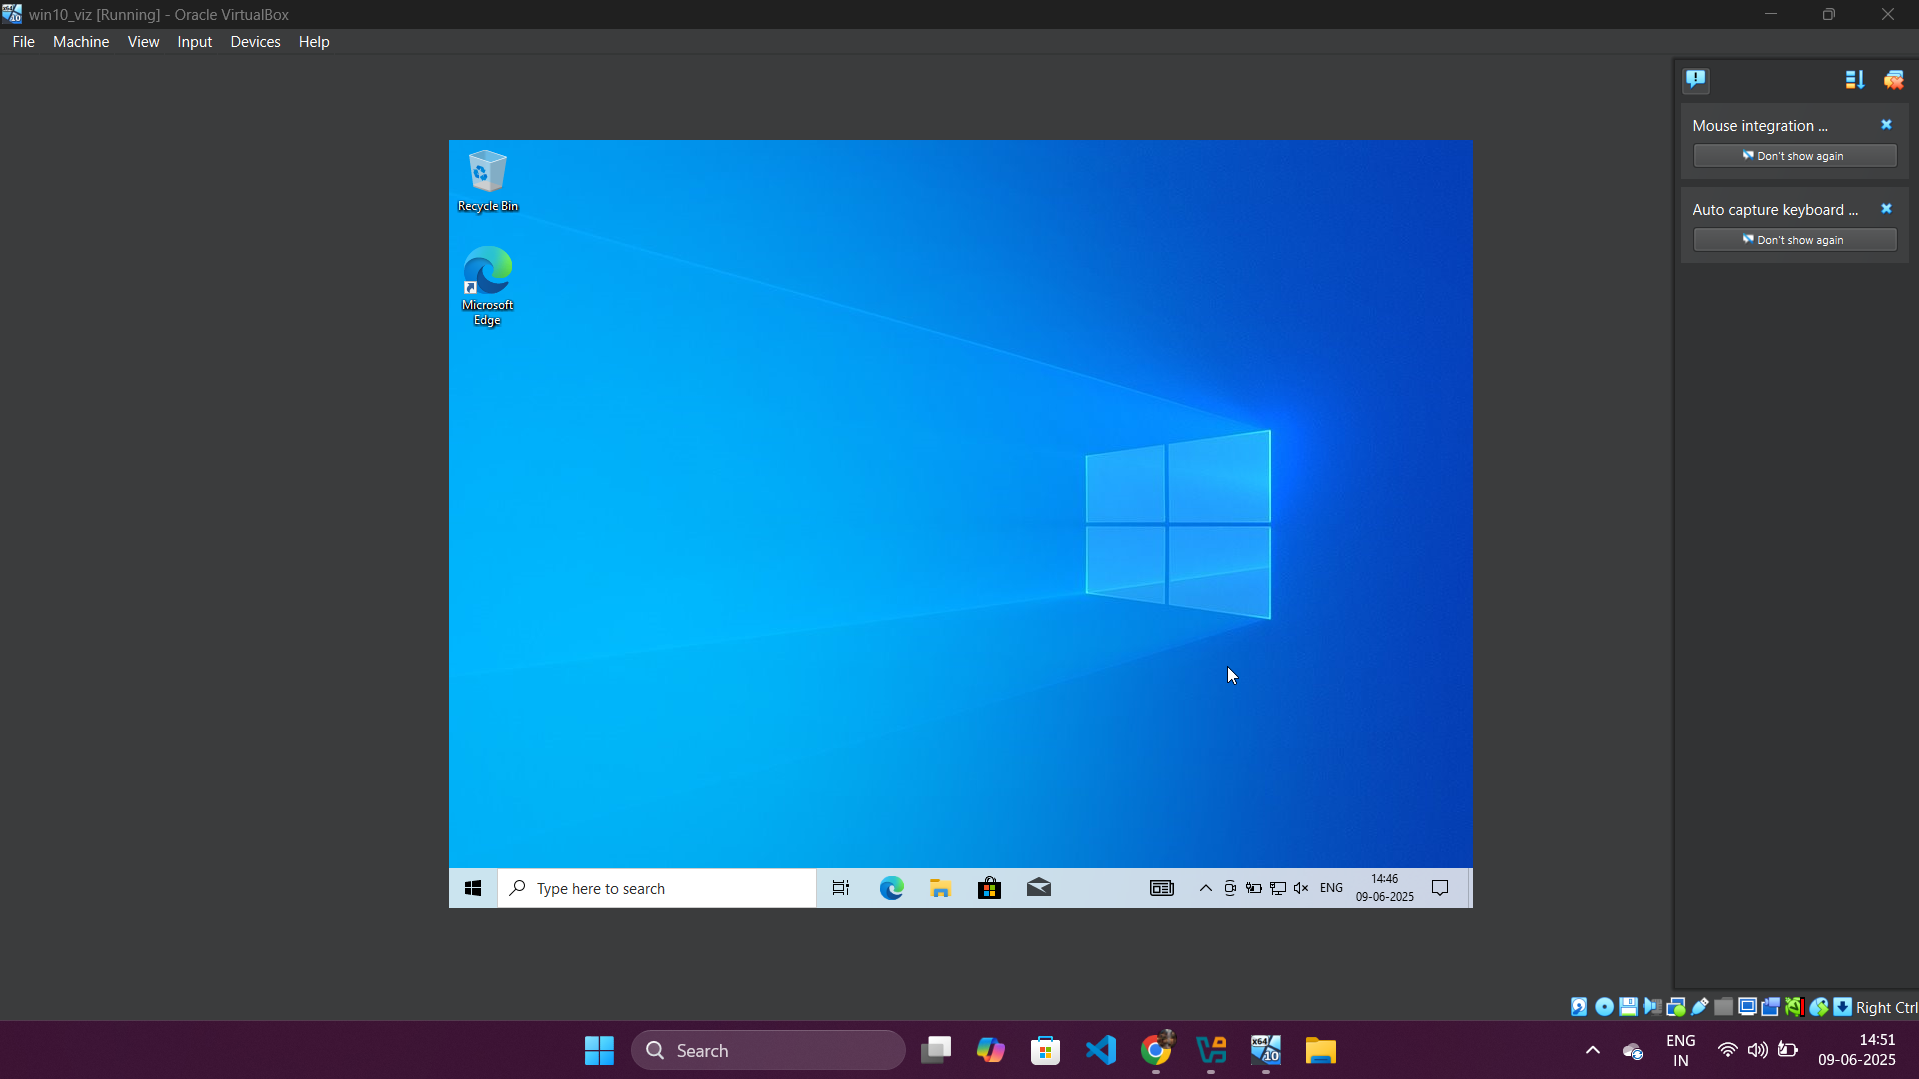 win10_viz [Running] - Oracle VirtualBox
File Machine View Input Devices Help
Mouse integration ...
Don't show again
Auto capture keyboard ...
Don't show again
Recycle Bin
Microsoft
Edge
Type here to search
ENG
14:46
09-06-2025
Right Ctrl
Search
x64
10
ENG
IN
14:51
09-06-2025